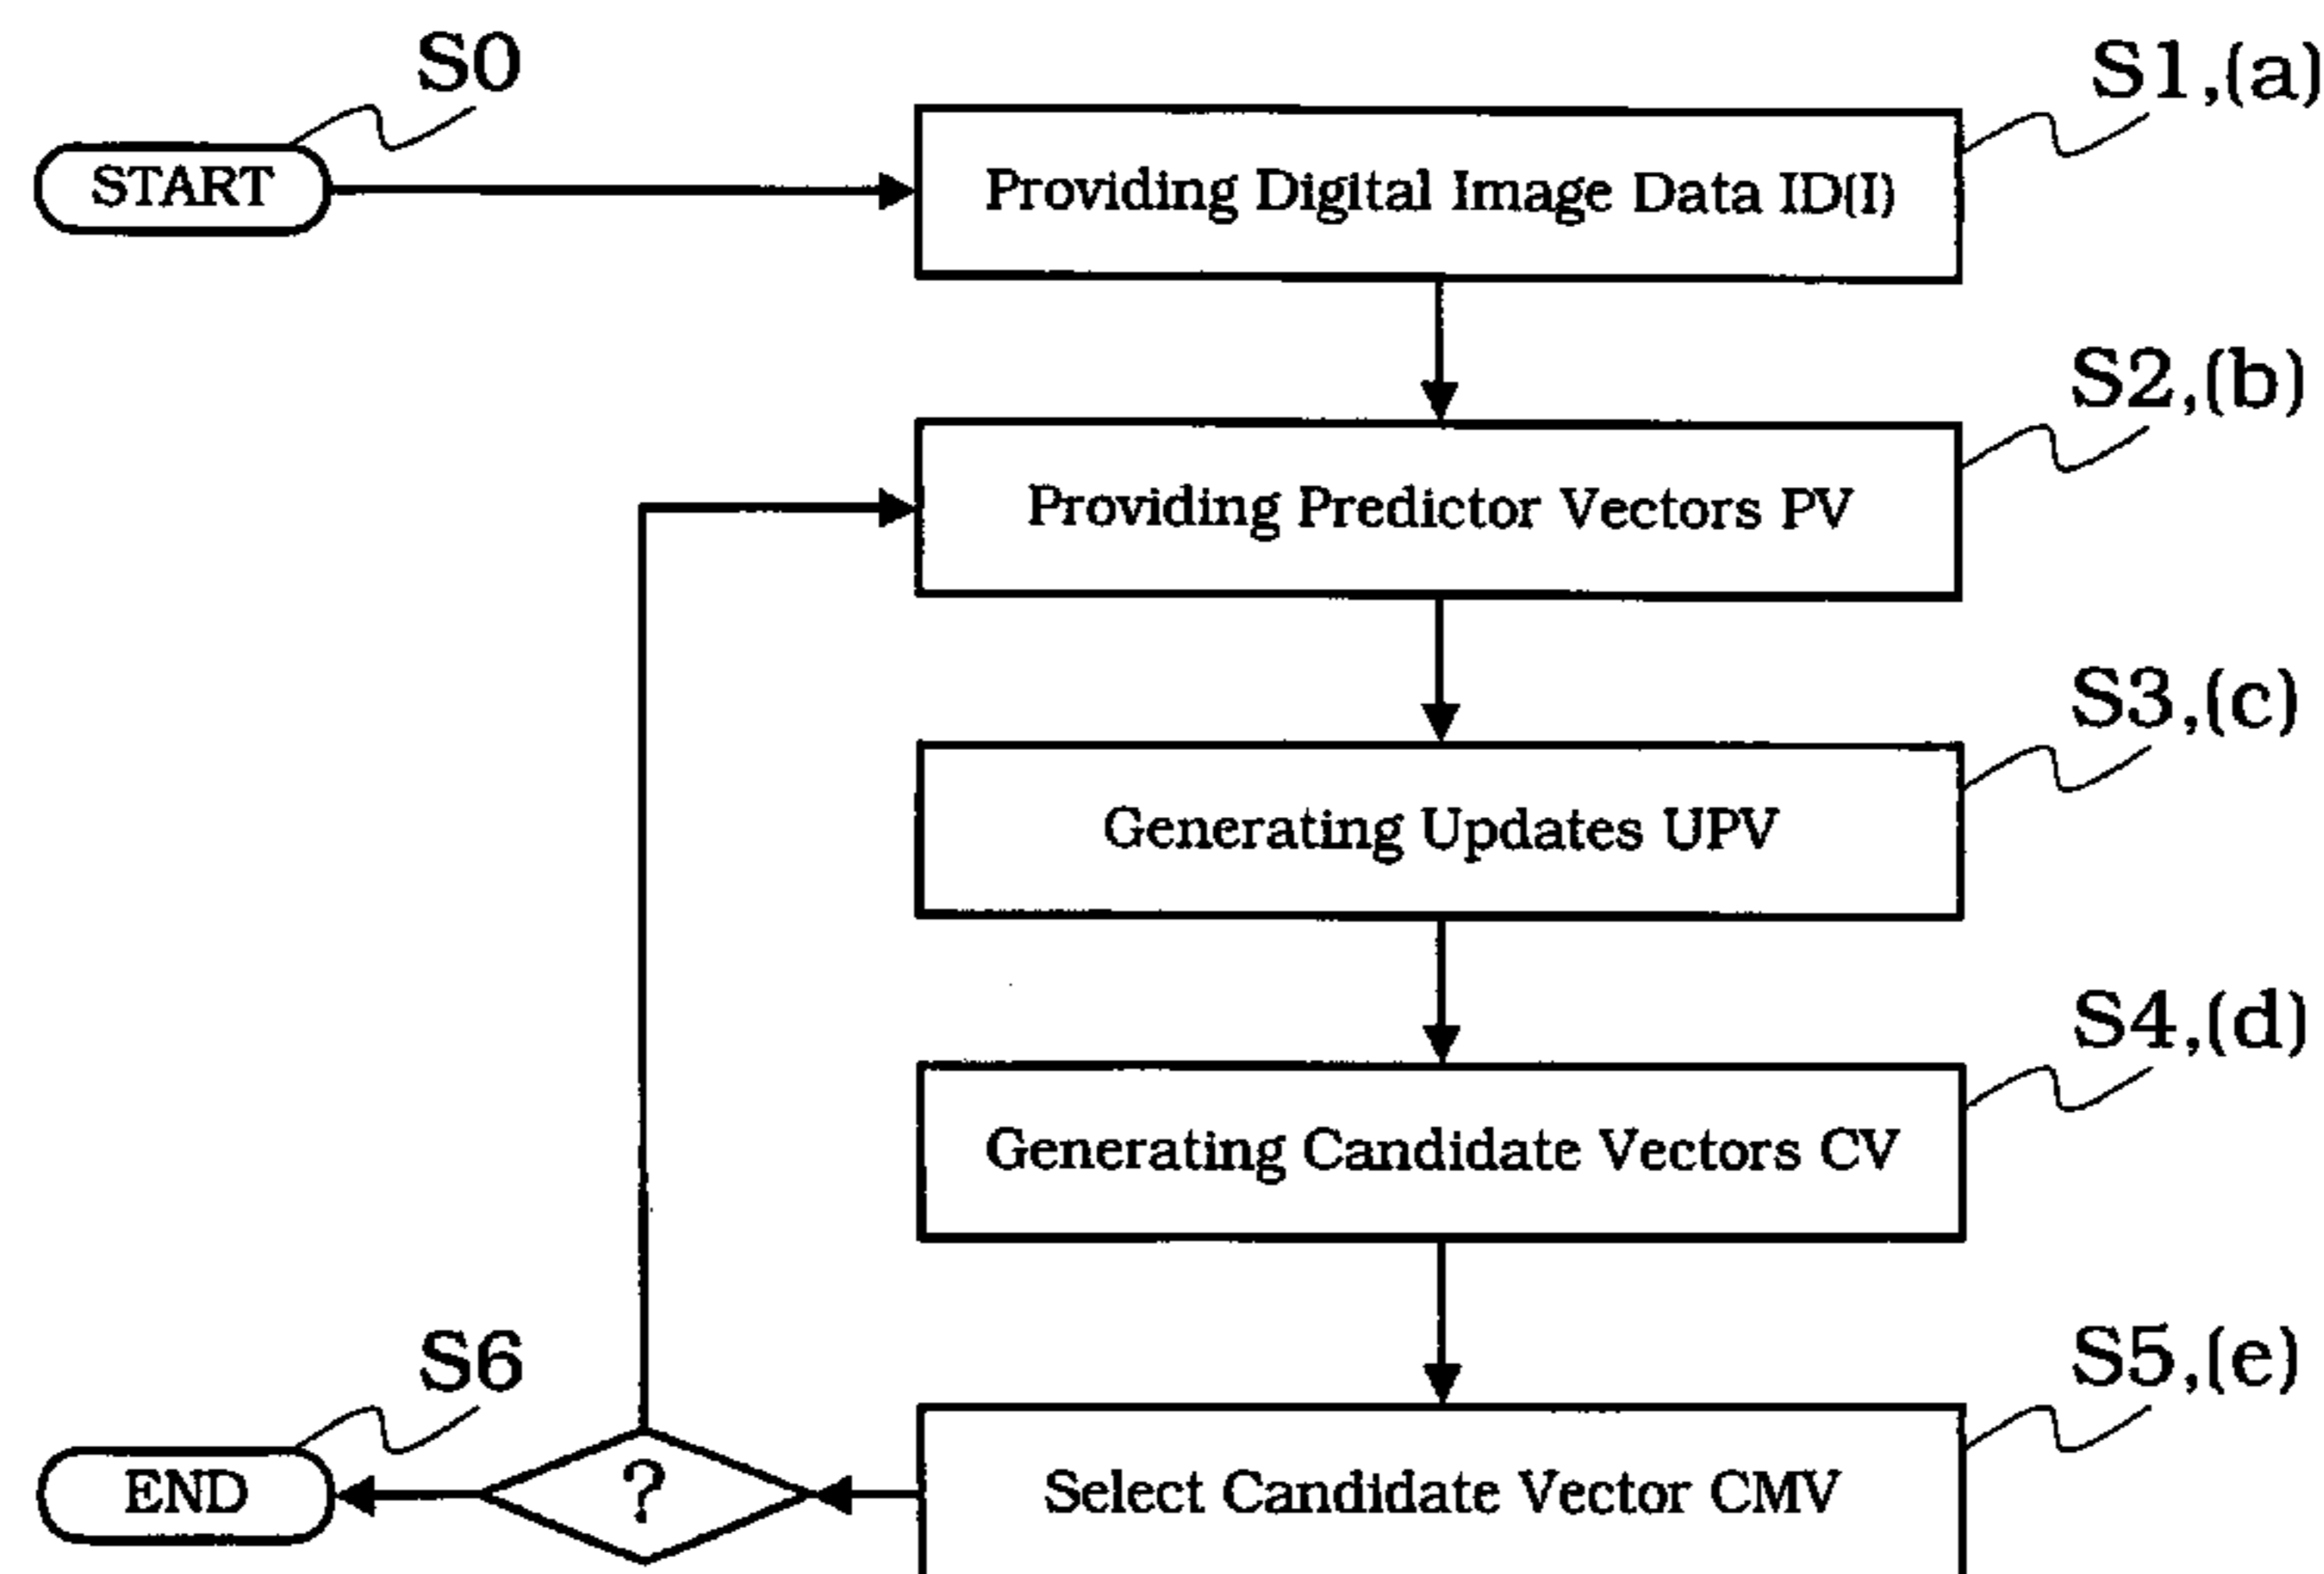 S0
S1,(a)
START
Providing Digital Image Data ID(I)
S2,(b)
Providing Predictor Vectors PV
S3,(c)
Generating Updates UPV
S4,(d)
Generating Candidate Vectors CV
S6
S5,(e)
END
?
Select Candidate Vector CMV